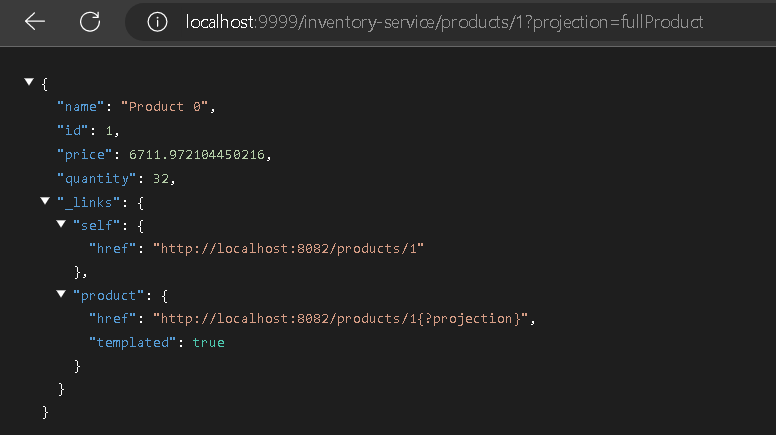 localhost:9999/inventory-service/products/1?projection=fullProduct
{
"name": "Product 0",
"id": 1,
"price": 6711.972104450216,
"quantity": 32,
"_links": {
"self": {
"href": "http://localhost:8082/products/1"
},
"product": {
"href": "http://localhost:8082/products/1{?projection}",
"templated": true
}
}
}